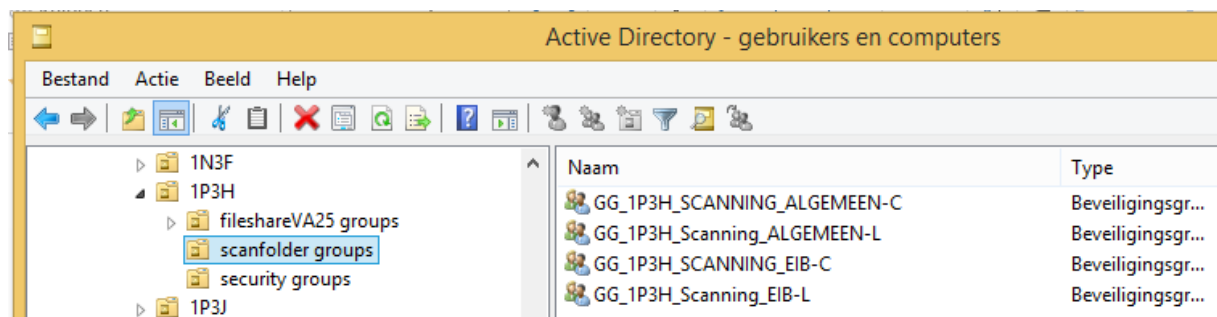 Active Directory - gebruikers en computers
Bestand Actie Beeld Help
1N3F
1P3H
fileshareVA25 groups
scanfolder groups
security groups
1P3J
Naam Type
GG_1P3H_SCANNING_ALGEMEEN-C Beveiligingsgr...
GG_1P3H_Scanning_ALGEMEEN-L Beveiligingsgr...
GG_1P3H_SCANNING_EIB-C Beveiligingsgr...
GG_1P3H_Scanning_EIB-L Beveiligingsgr...